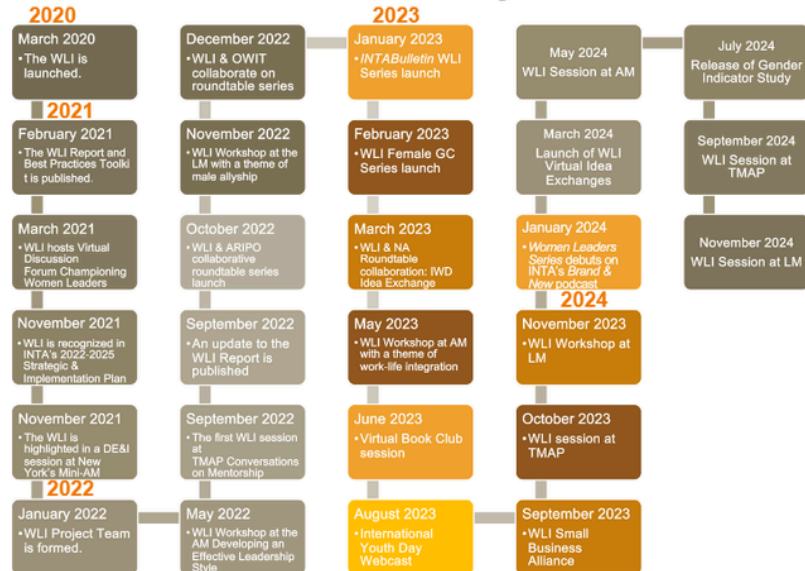 2020
March 2020
• The WLI is
launched.
2021
February 2021
• The WLI Report and
Best Practices Toolki
t is published.
March 2021
• WLI hosts Virtual
Discussion
Forum Championing
Women Leaders
November 2021
• WLI is recognized in
INTA's 2022-2025
Strategic &
Implementation Plan
November 2021
• The WLI is
highlighted in a DE&I
session at New
York's Mini-AM
2022
January 2022
• WLI Project Team
is formed.
May 2022
• WLI Workshop at the
AM Developing an
Effective Leadership
Style
September 2022
• The first WLI session
at
TMAP Conversations
on Mentorship
September 2022
• An update to the
WLI Report is
published
October 2022
• WLI & ARIPO
collaborative
roundtable series
launch
November 2022
• WLI Workshop at the
LM with a theme of
male allyship
December 2022
• WLI & OWIT
collaborate on
roundtable series
2023
January 2023
• INTABulletin WLI
Series launch
February 2023
• WLI Female GC
Series launch
March 2023
• WLI & NA
Roundtable
collaboration: IWD
Idea Exchange
May 2023
• WLI Workshop at AM
with a theme of
work-life integration
June 2023
• Virtual Book Club
session
August 2023
• International
Youth Day
Webcast
September 2023
• WLI Small
Business
Alliance
October 2023
• WLI session at
TMAP
November 2023
• WLI Workshop at
LM
2024
January 2024
• Women Leaders
Series debuts on
INTA's Brand &
New podcast
March 2024
Launch of WLI
Virtual Idea
Exchanges
May 2024
WLI Session at AM
July 2024
Release of Gender
Indicator Study
September 2024
WLI Session at
TMAP
November 2024
WLI Session at LM